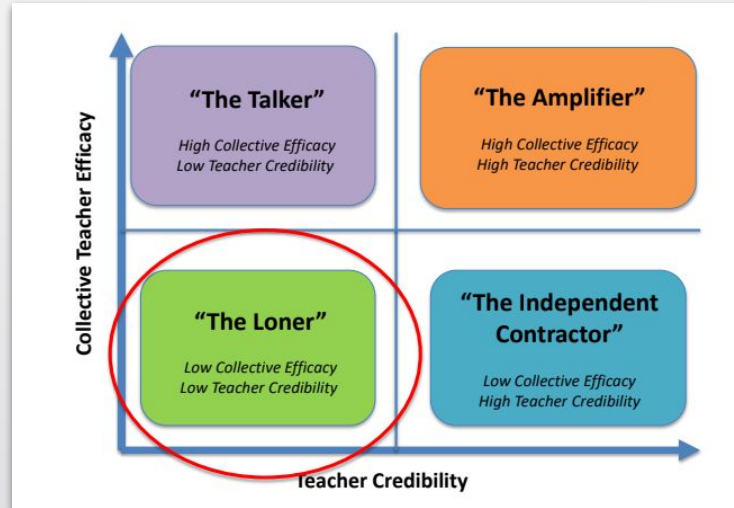 Collective Teacher Efficacy
“The Talker”
High Collective Efficacy
Low Teacher Credibility
“The Amplifier”
High Collective Efficacy
High Teacher Credibility
“The Loner”
Low Collective Efficacy
Low Teacher Credibility
“The Independent
Contractor”
Low Collective Efficacy
High Teacher Credibility
Teacher Credibility